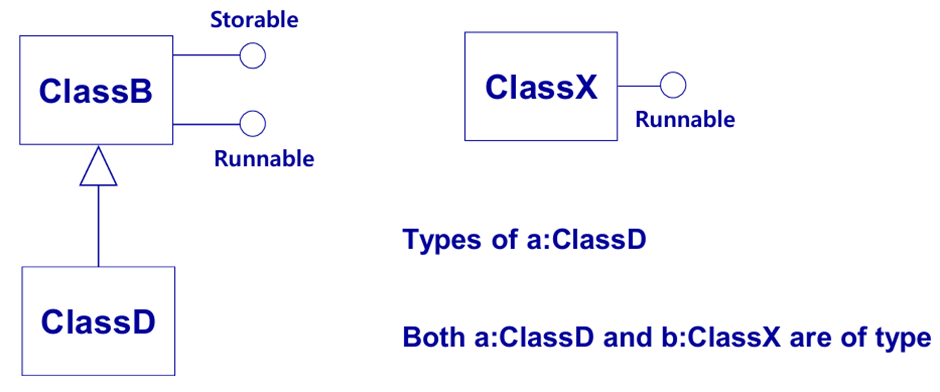 Storable
ClassB
Runnable
ClassD
ClassX
Runnable
Types of a:ClassD
Both a:ClassD and b:ClassX are of type